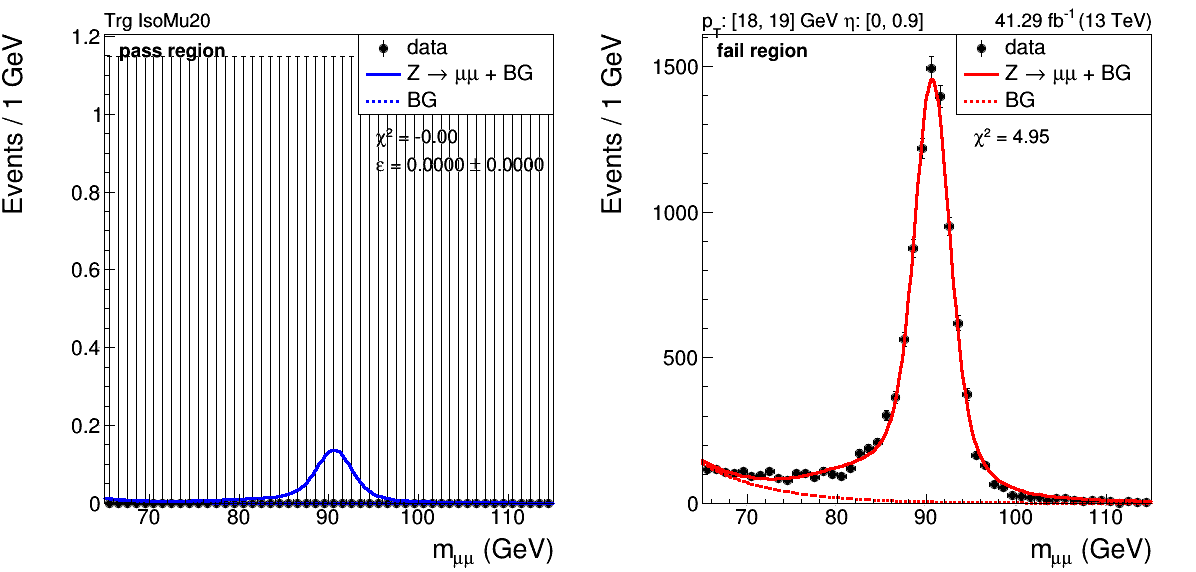 Trg IsoMu20
pass region
data
Z → μμ + BG
BG
χ² = -0.00
ε = 0.0000 ± 0.0000
Events / 1 GeV
1.2
1
0.8
0.6
0.4
0.2
0
70 80 90 100 110
mμμ (GeV)
pT: [18, 19] GeV η: [0, 0.9] 41.29 fb⁻¹ (13 TeV)
fail region
data
Z → μμ + BG
BG
χ² = 4.95
Events / 1 GeV
1500
1000
500
0
70 80 90 100 110
mμμ (GeV)